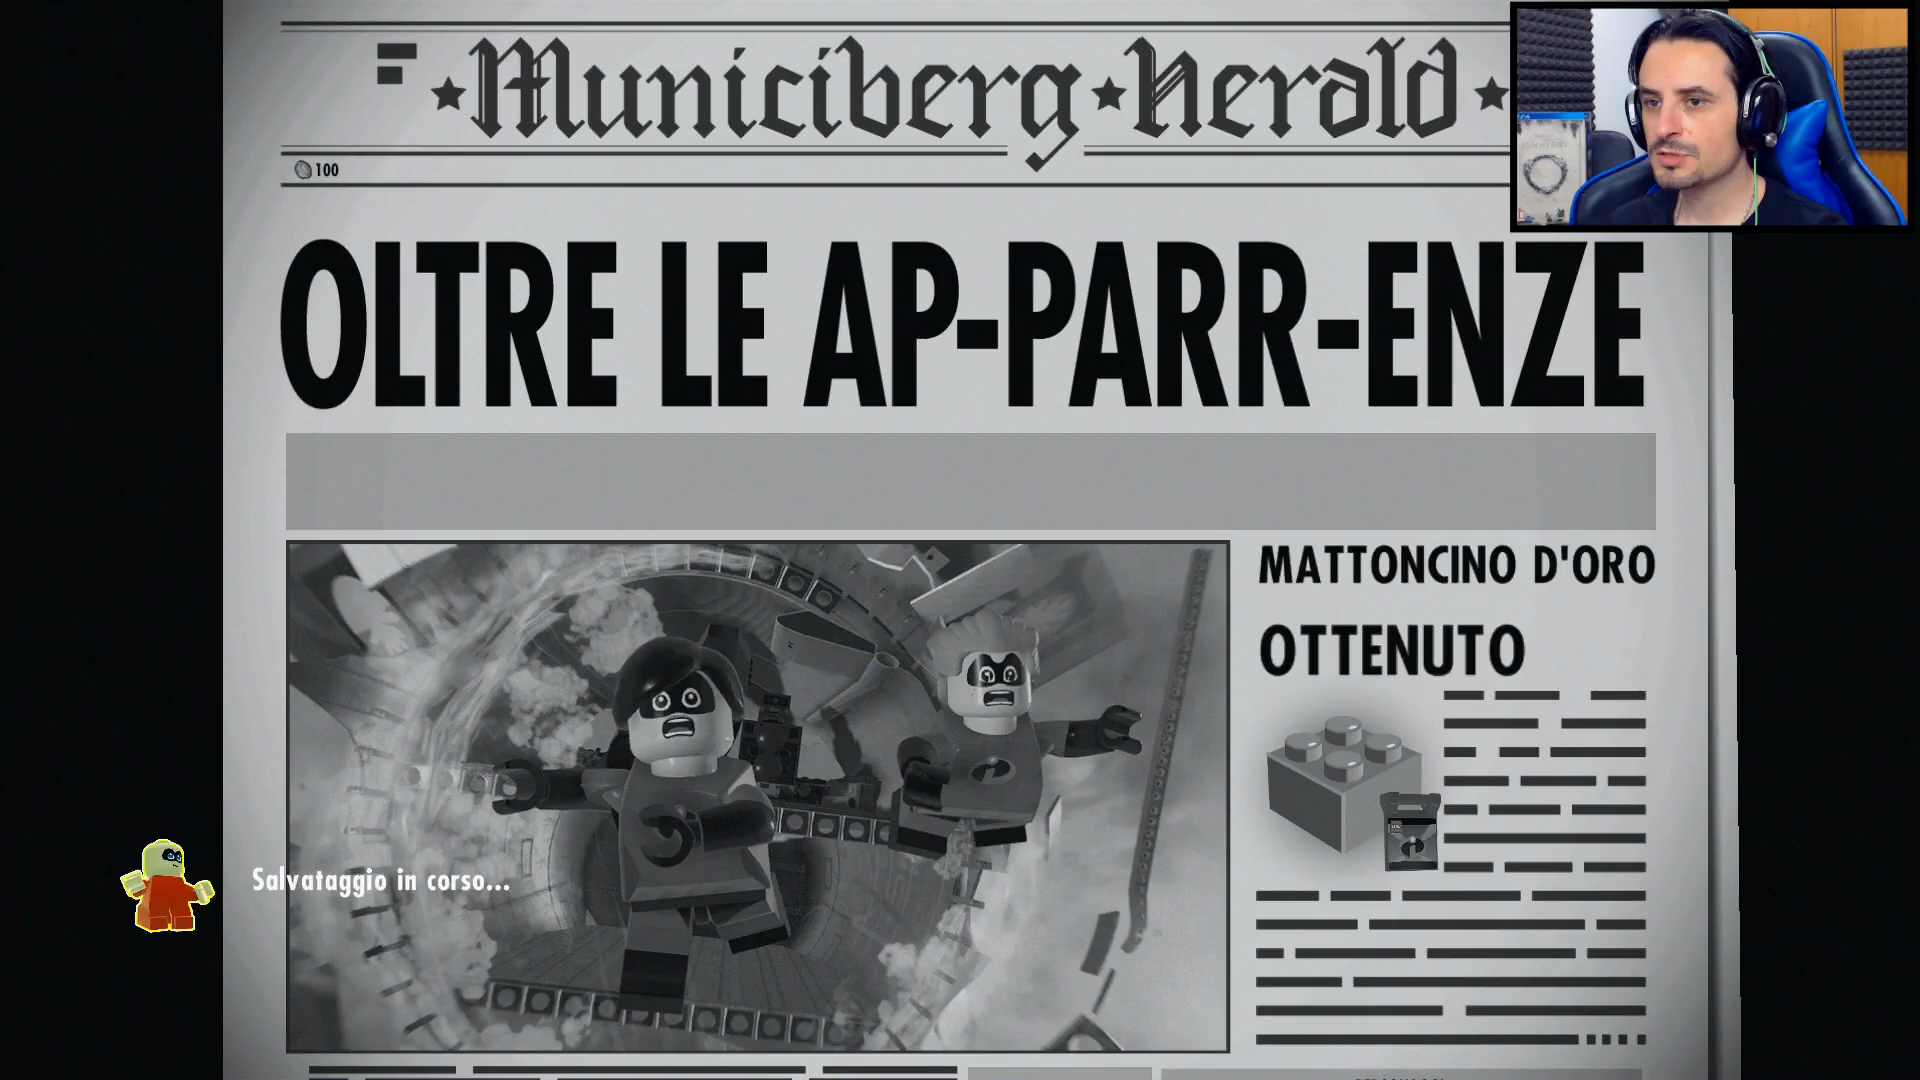 Municiberg Herald
100
OLTRE LE AP-PARR-ENZE
MATTONCINO D'ORO
OTTENUTO
Salvataggio in corso...